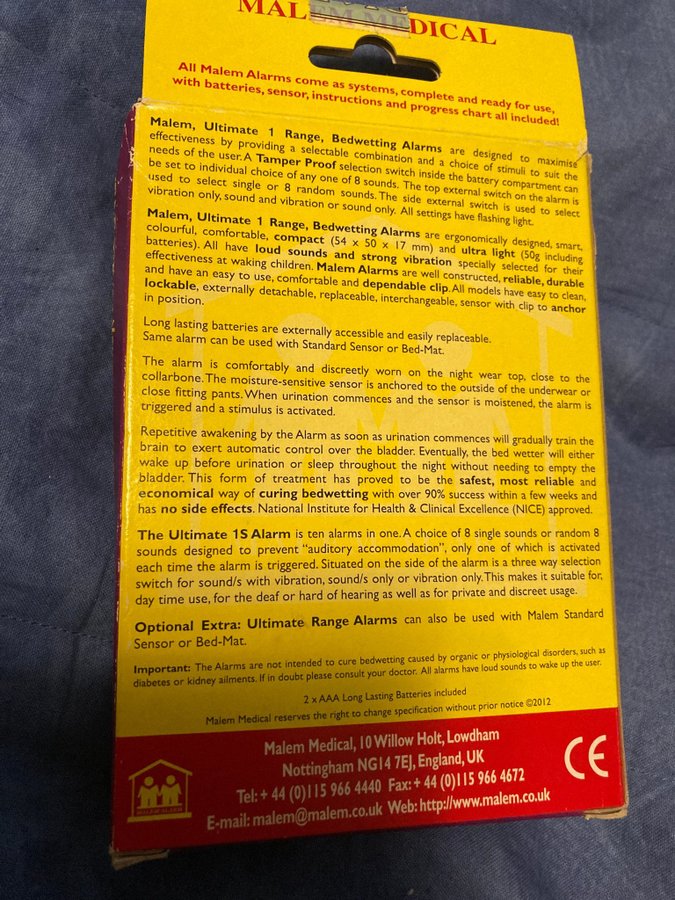 MALEM MEDICAL
All Malem Alarms come as systems, complete and ready for use,
with batteries, sensor, instructions and progress chart all included!
Malem, Ultimate 1 Range, Bedwetting Alarms are designed to maximise
effectiveness by providing a selectable combination and a choice of stimuli to suit the
needs of the user. A Tamper Proof selection switch inside the battery compartment can
be set to individual choice of any one of 8 sounds. The top external switch on the alarm is
used to select single or 8 random sounds. The side external switch is used to select
vibration only, sound and vibration or sound only. All settings have flashing light.
Malem, Ultimate 1 Range, Bedwetting Alarms are ergonomically designed, smart,
colourful, comfortable, compact (54 x 50 x 17 mm) and ultra light (50g including
batteries). All have loud sounds and strong vibration specially selected for their
effectiveness at waking children. Malem Alarms are well constructed, reliable, durable
and have an easy to use, comfortable and dependable clip. All models have easy to clean,
lockable, externally detachable, replaceable, interchangeable, sensor with clip to anchor
in position.
Long lasting batteries are externally accessible and easily replaceable.
Same alarm can be used with Standard Sensor or Bed-Mat.
The alarm is comfortably and discreetly worn on the night wear top, close to the
collarbone. The moisture-sensitive sensor is anchored to the outside of the underwear or
close fitting pants. When urination commences and the sensor is moistened, the alarm is
triggered and a stimulus is activated.
Repetitive awakening by the Alarm as soon as urination commences will gradually train the
brain to exert automatic control over the bladder. Eventually, the bed wetter will either
wake up before urination or sleep throughout the night without needing to empty the
bladder. This form of treatment has proved to be the safest, most reliable and
economical way of curing bedwetting with over 90% success within a few weeks and
has no side effects. National Institute for Health & Clinical Excellence (NICE) approved.
The Ultimate 1S Alarm is ten alarms in one. A choice of 8 single sounds or random 8
sounds designed to prevent “auditory accommodation”, only one of which is activated
each time the alarm is triggered. Situated on the side of the alarm is a three way selection
switch for sound/s with vibration, sound/s only or vibration only. This makes it suitable for,
day time use, for the deaf or hard of hearing as well as for private and discreet usage.
Optional Extra: Ultimate Range Alarms can also be used with Malem Standard
Sensor or Bed-Mat.
Important: The Alarms are not intended to cure bedwetting caused by organic or physiological disorders, such as
diabetes or kidney ailments. If in doubt please consult your doctor. All alarms have loud sounds to wake up the user.
2 x AAA Long Lasting Batteries included
Malem Medical reserves the right to change specification without prior notice ©2012
Malem Medical, 10 Willow Holt, Lowdham
Nottingham NG14 7EJ, England, UK
Tel: + 44 (0)115 966 4440 Fax: + 44 (0)115 966 4672
E-mail: malem@malem.co.uk Web: http://www.malem.co.uk
CE
MALEM ALARM